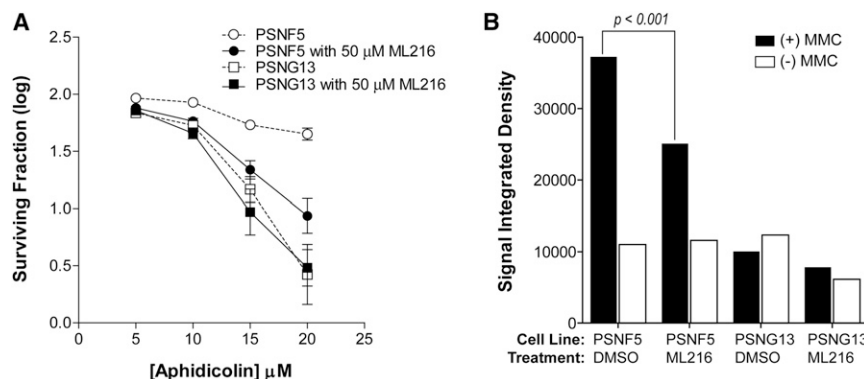 A
PSNF5
PSNF5 with 50 µM ML216
PSNG13
PSNG13 with 50 µM ML216
Surviving Fraction (log)
2.5
2.0
1.5
1.0
0.5
0.0
0 5 10 15 20 25
[Aphidicolin] µM
B
p < 0.001
(+) MMC
(-) MMC
Signal Integrated Density
40000
30000
20000
10000
0
Cell Line: PSNF5 PSNF5 PSNG13 PSNG13
Treatment: DMSO ML216 DMSO ML216